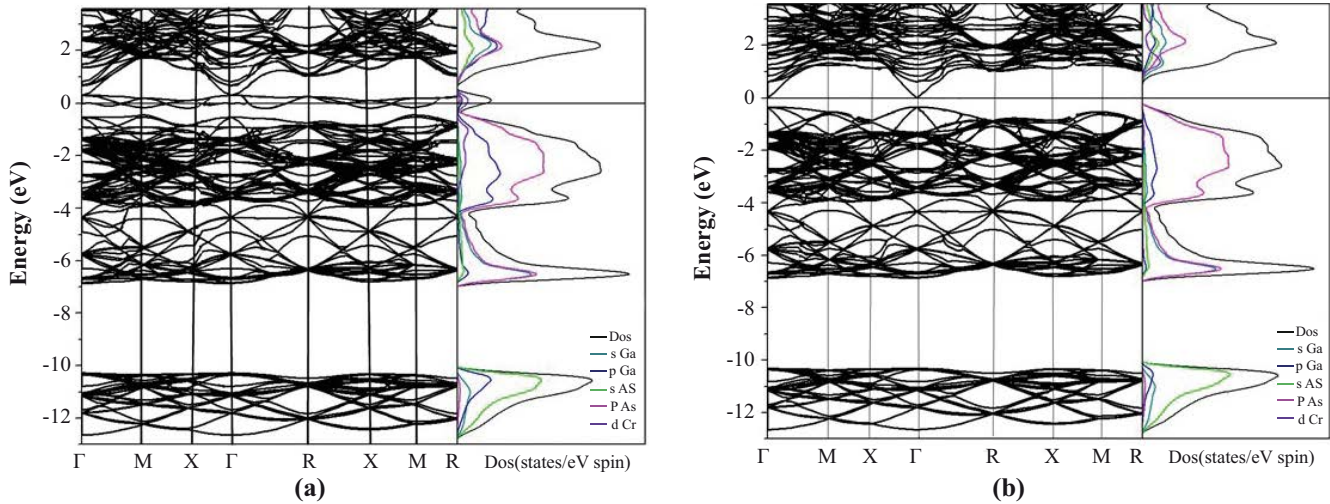 Energy (eV)
2
0
-2
-4
-6
-8
-10
-12
Γ M X Γ R X M R
Dos(states/eV spin)
Dos
s Ga
p Ga
s AS
P As
d Cr
(a)
Energy (eV)
2
0
-2
-4
-6
-8
-10
-12
Γ M X Γ R X M R
Dos(states/eV spin)
Dos
s Ga
p Ga
s AS
P As
d Cr
(b)